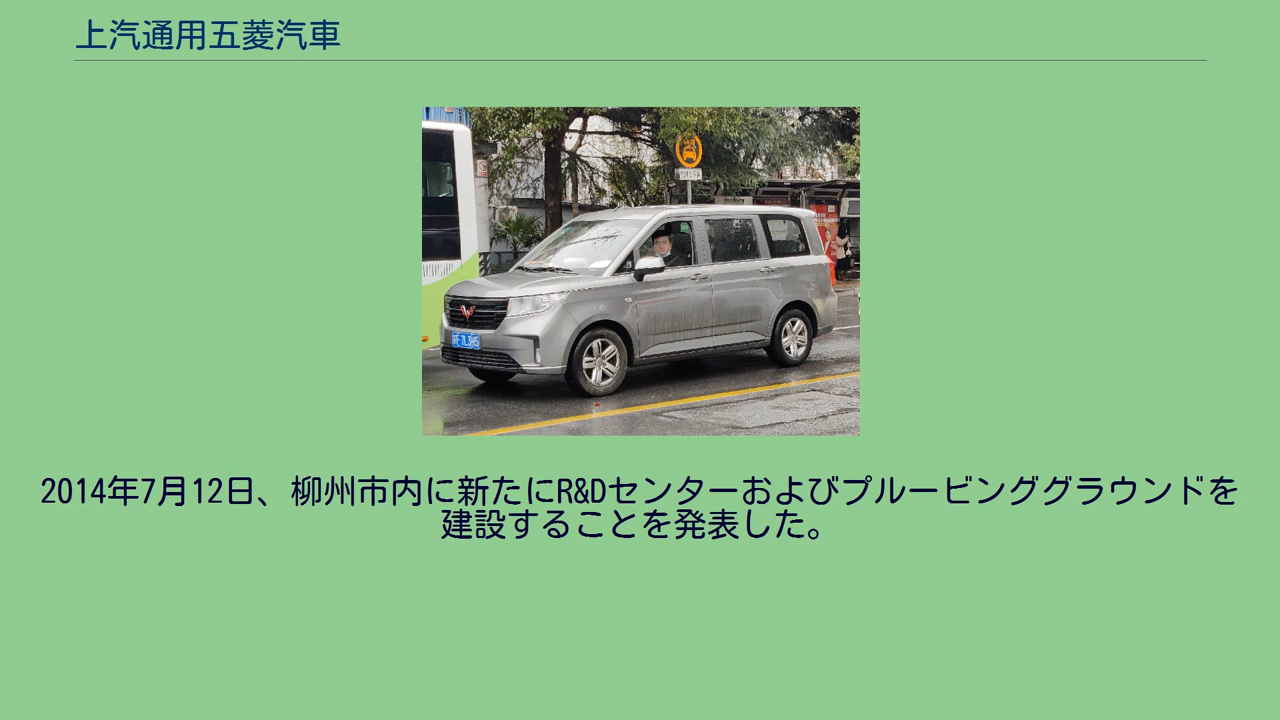 上汽通用五菱汽車
2014年7月12日、柳州市内に新たにR&Dセンターおよびプルービンググラウンドを
建設することを発表した。